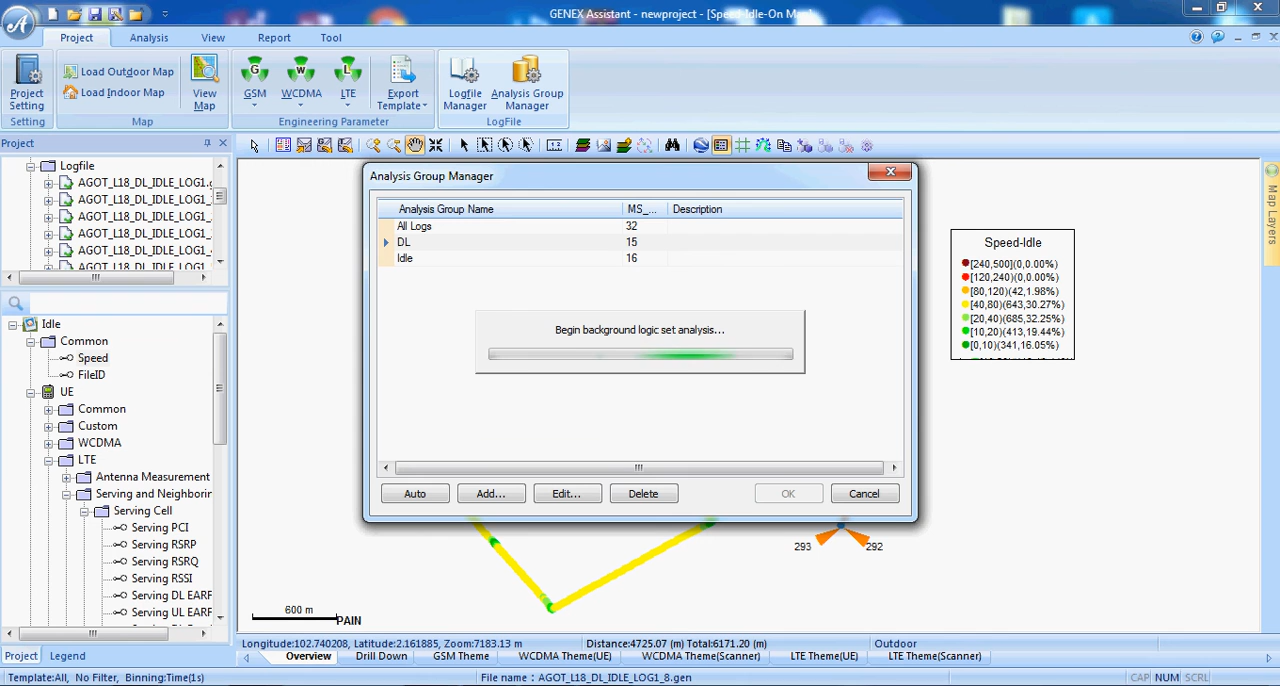 GENEX Assistant - newproject - [Speed-Idle-On Map]
Project Analysis View Report Tool
Project Setting
Load Outdoor Map
Load Indoor Map
View Map
GSM
WCDMA
LTE
Export Template
Logfile Manager
Analysis Group Manager
Setting
Map
Engineering Parameter
LogFile
Project
Logfile
AGOT_L18_DL_IDLE_LOG1.
AGOT_L18_DL_IDLE_LOG1_
AGOT_L18_DL_IDLE_LOG1_
AGOT_L18_DL_IDLE_LOG1_
AGOT_L18_DL_IDLE_LOG1_
AGOT_L18_DL_IDLE_LOG1
Idle
Common
Speed
FileID
UE
Common
Custom
WCDMA
LTE
Antenna Measurement
Serving and Neighborin
Serving Cell
Serving PCI
Serving RSRP
Serving RSRQ
Serving RSSI
Serving DL EARF
Serving UL EARF
Project Legend
Analysis Group Manager
Analysis Group Name MS_... Description
All Logs 32
DL 15
Idle 16
Begin background logic set analysis...
Auto Add... Edit... Delete OK Cancel
Speed-Idle
[240,500](0,0.00%)
[120,240)(0,0.00%)
[80,120)(42,1.98%)
[40,80)(643,30.27%)
[20,40)(685,32.25%)
[10,20)(413,19.44%)
[0,10)(341,16.05%)
Map Layers
293 292
600 m
PAIN
Longitude:102.740208, Latitude:2.161885, Zoom:7183.13 m Distance:4725.07 (m) Total:6171.20 (m) Outdoor
Overview Drill Down GSM Theme WCDMA Theme(UE) WCDMA Theme(Scanner) LTE Theme(UE) LTE Theme(Scanner)
Template:All, No Filter, Binning:Time(1s) File name : AGOT_L18_DL_IDLE_LOG1_8.gen CAP NUM SCRL